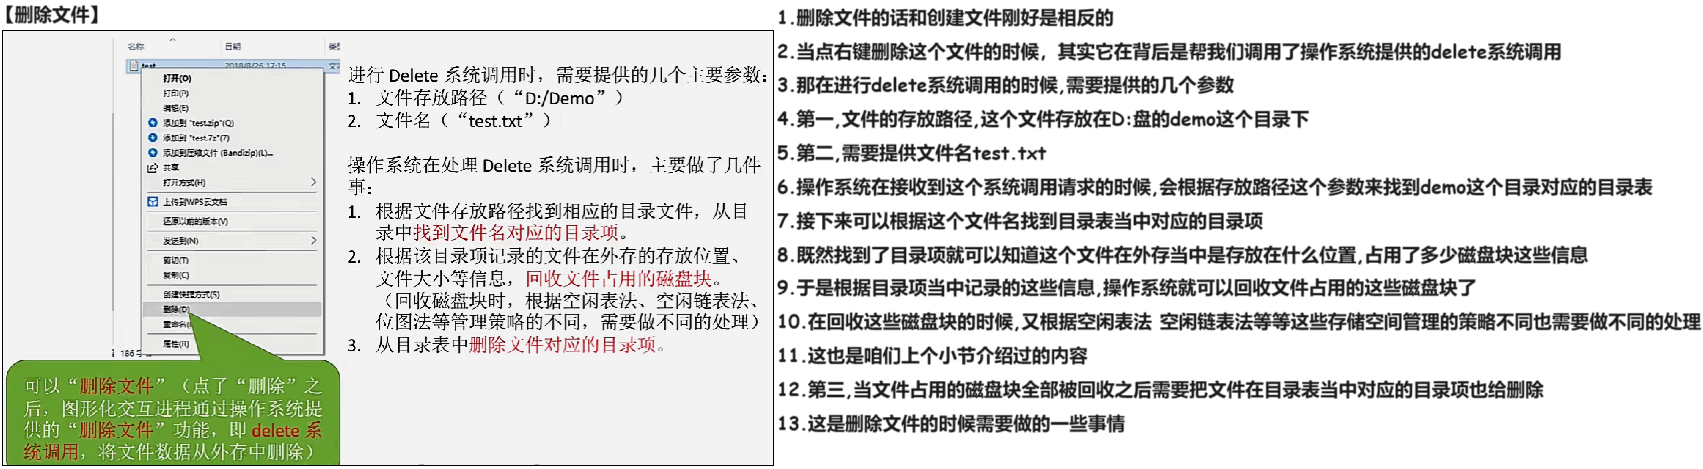 【删除文件】
名称
日期
类型
test
2018/8/26 17:15
文本
打开(O)
打印(P)
编辑(E)
添加到 "test.zip"(Q)
添加到 "test.7z"(7)
添加到压缩文件 (Bandizip)(L)...
共享
打开方式(H)
上传到WPS云文档
还原以前的版本(V)
发送到(N)
剪切(T)
复制(C)
创建快捷方式(S)
删除(D)
重命名
属性(R)
186 字
可以“删除文件”（点了“删除”之
后，图形化交互进程通过操作系统提
供的“删除文件”功能，即 delete 系
统调用，将文件数据从外存中删除）
进行 Delete 系统调用时，需要提供的几个主要参数：
1. 文件存放路径（“D:/Demo”）
2. 文件名（“test.txt”）
操作系统在处理 Delete 系统调用时，主要做了几件
事：
1. 根据文件存放路径找到相应的目录文件，从目
录中找到文件名对应的目录项。
2. 根据该目录项记录的文件在外存的存放位置、
文件大小等信息，回收文件占用的磁盘块。
（回收磁盘块时，根据空闲表法、空闲链表法、
位图法等管理策略的不同，需要做不同的处理）
3. 从目录表中删除文件对应的目录项。
1.删除文件的话和创建文件刚好是相反的
2.当点右键删除这个文件的时候，其实它在背后是帮我们调用了操作系统提供的delete系统调用
3.那在进行delete系统调用的时候,需要提供的几个参数
4.第一,文件的存放路径,这个文件存放在D:盘的demo这个目录下
5.第二,需要提供文件名test.txt
6.操作系统在接收到这个系统调用请求的时候,会根据存放路径这个参数来找到demo这个目录对应的目录表
7.接下来可以根据这个文件名找到目录表当中对应的目录项
8.既然找到了目录项就可以知道这个文件在外存当中是存放在什么位置,占用了多少磁盘块这些信息
9.于是根据目录项当中记录的这些信息,操作系统就可以回收文件占用的这些磁盘块了
10.在回收这些磁盘块的时候,又根据空闲表法 空闲链表法等等这些存储空间管理的策略不同也需要做不同的处理
11.这也是咱们上个小节介绍过的内容
12.第三,当文件占用的磁盘块全部被回收之后需要把文件在目录表当中对应的目录项也给删除
13.这是删除文件的时候需要做的一些事情